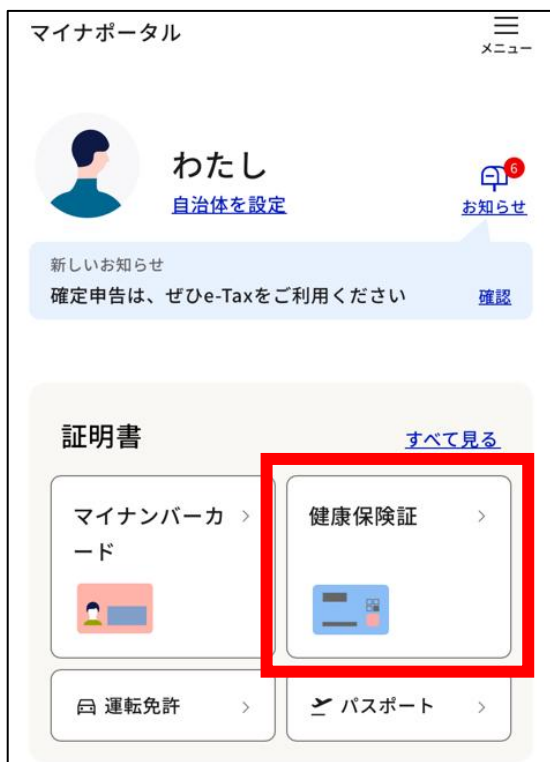 マイナポータル
メニュー
わたし
自治体を設定
6
お知らせ
新しいお知らせ
確定申告は、ぜひe-Taxをご利用ください
確認
証明書
すべて見る
マイナンバーカ
ード
健康保険証
運転免許
パスポート